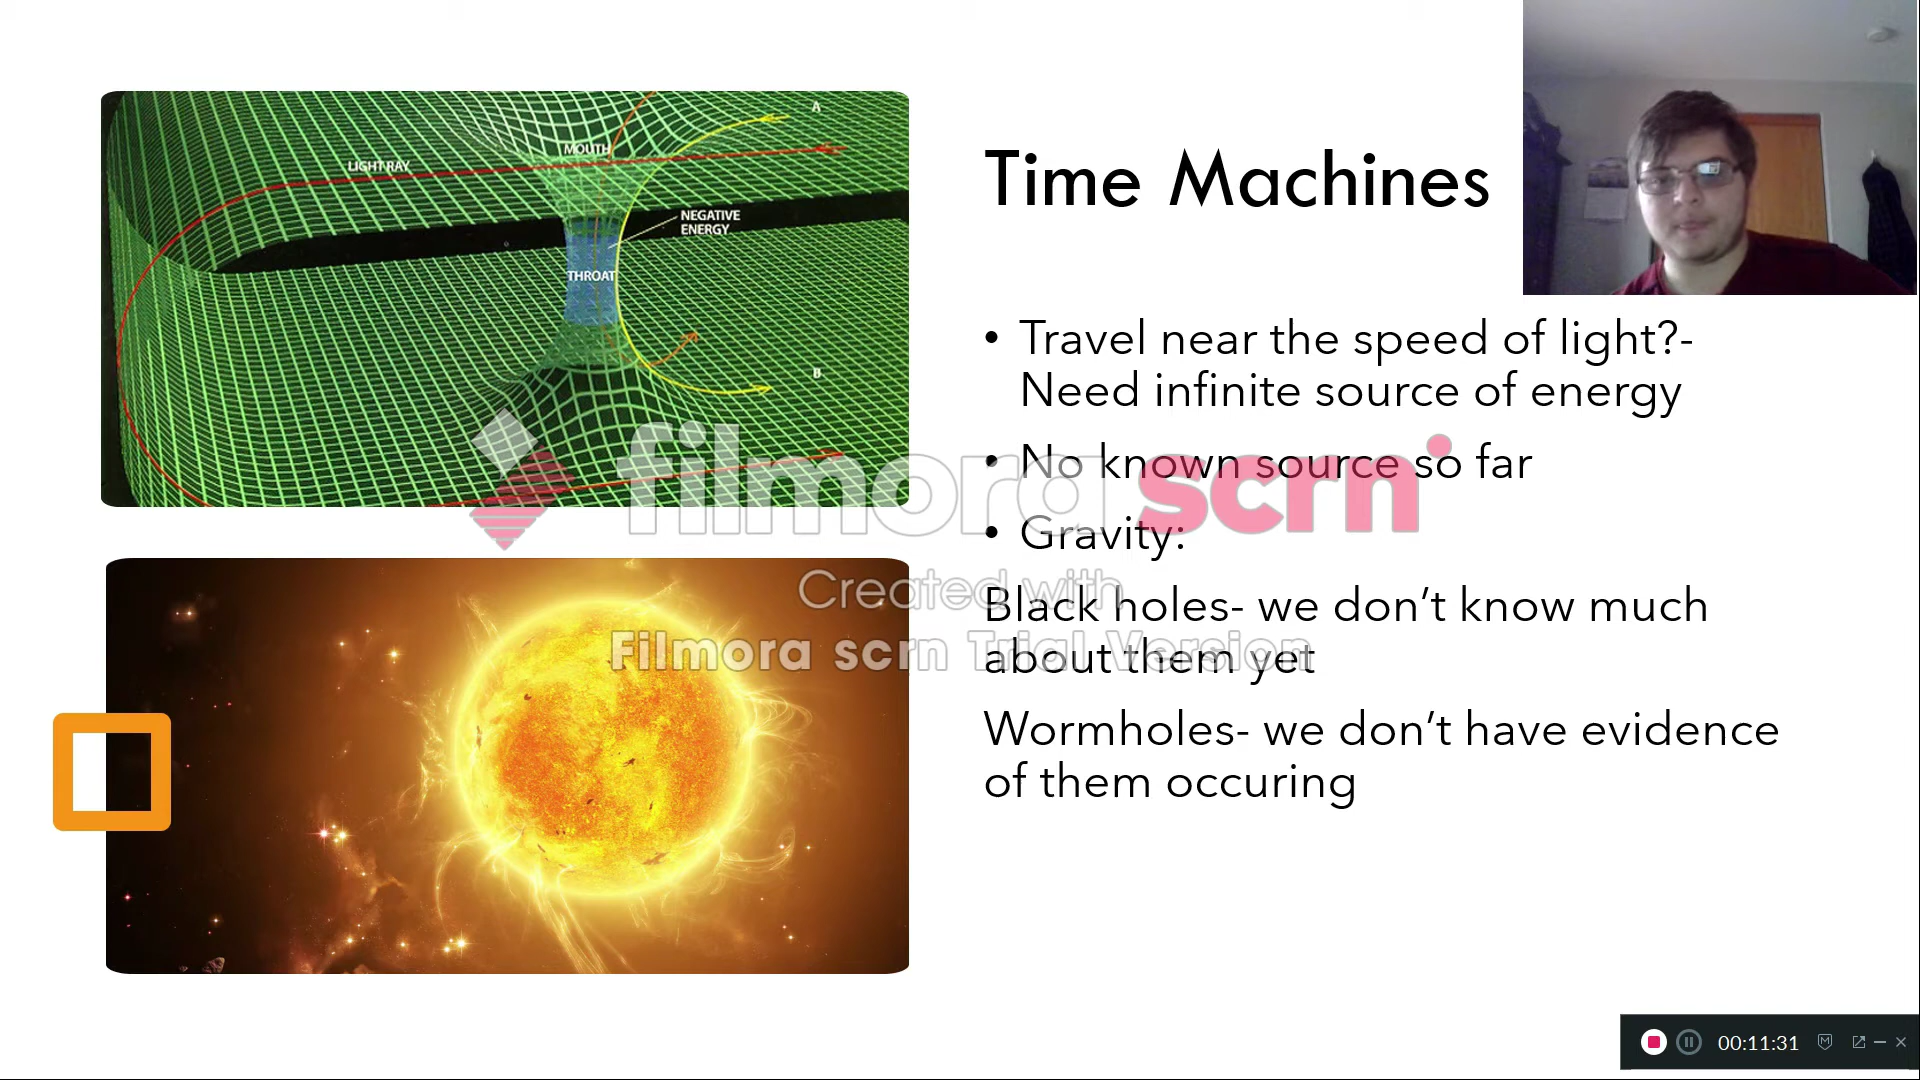 A
MOUTH
LIGHT RAY
NEGATIVE
ENERGY
THROAT
B
Time Machines
• Travel near the speed of light?-
Need infinite source of energy
• No known source so far
• Gravity:
Black holes- we don’t know much
about them yet
Wormholes- we don’t have evidence
of them occuring
filmora scrn
Created with
Filmora scrn Trial Version
00:11:31